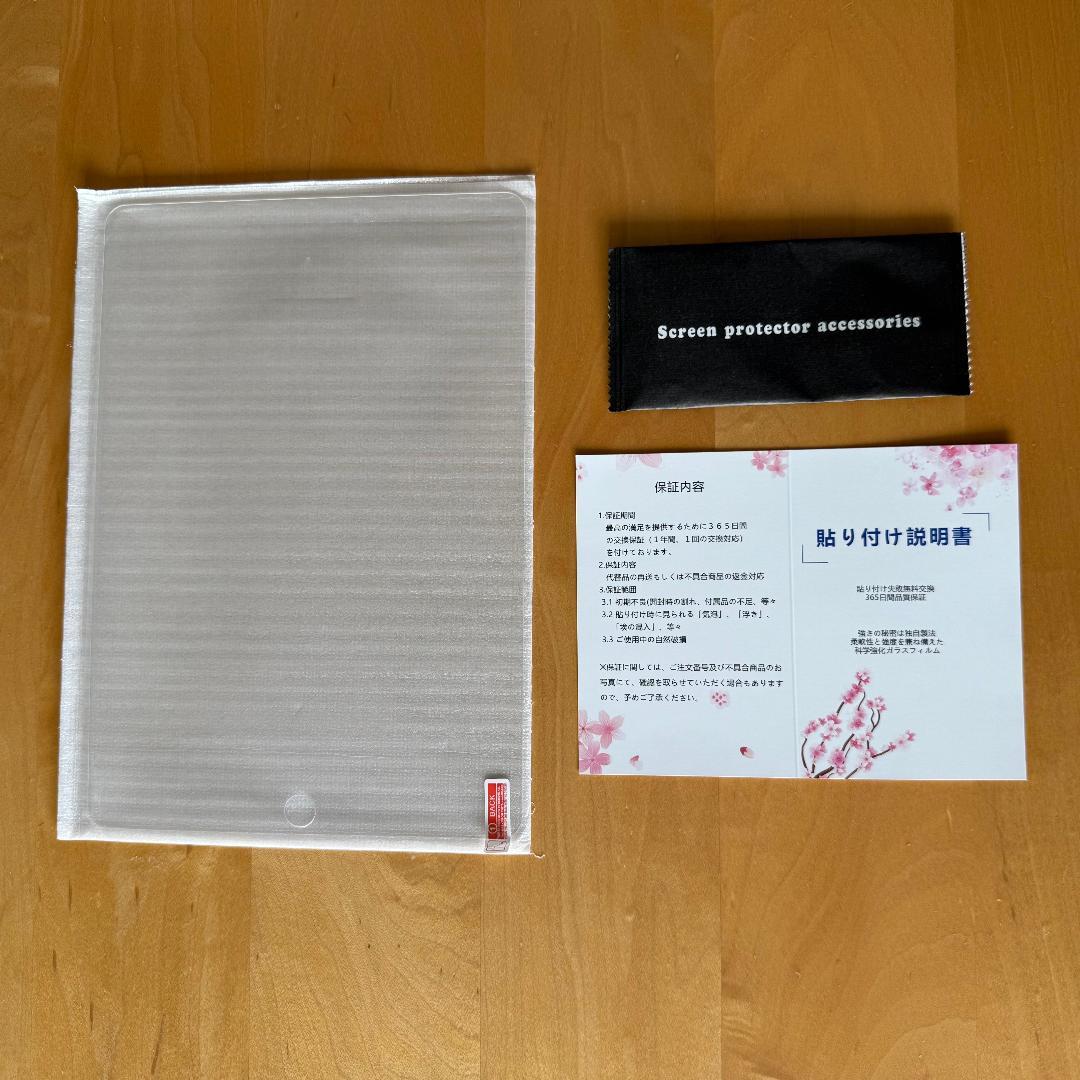 Screen protector accessories
保証内容
1.保証期間
最高の満足を提供するために３６５日間
の交換保証（１年間、１回の交換対応）
を付けております。
2.保証内容
代替品の再送もしくは不具合商品の返金対応
3.保証範囲
3.1 初期不良(開封時の割れ、付属品の不足、等々
3.2 貼り付け時に見られる「気泡」、「浮き」、
「埃の混入」、等々
3.3 ご使用中の自然破損
※保証に関しては、ご注文番号及び不具合商品のお
写真にて、確認を取らせていただく場合もあります
ので、予めご了承ください。
貼り付け説明書
貼り付け失敗無料交換
365日間品質保証
強さの秘密は独自製法
柔軟性と強度を兼ね備えた
科学強化ガラスフィルム
① BACK